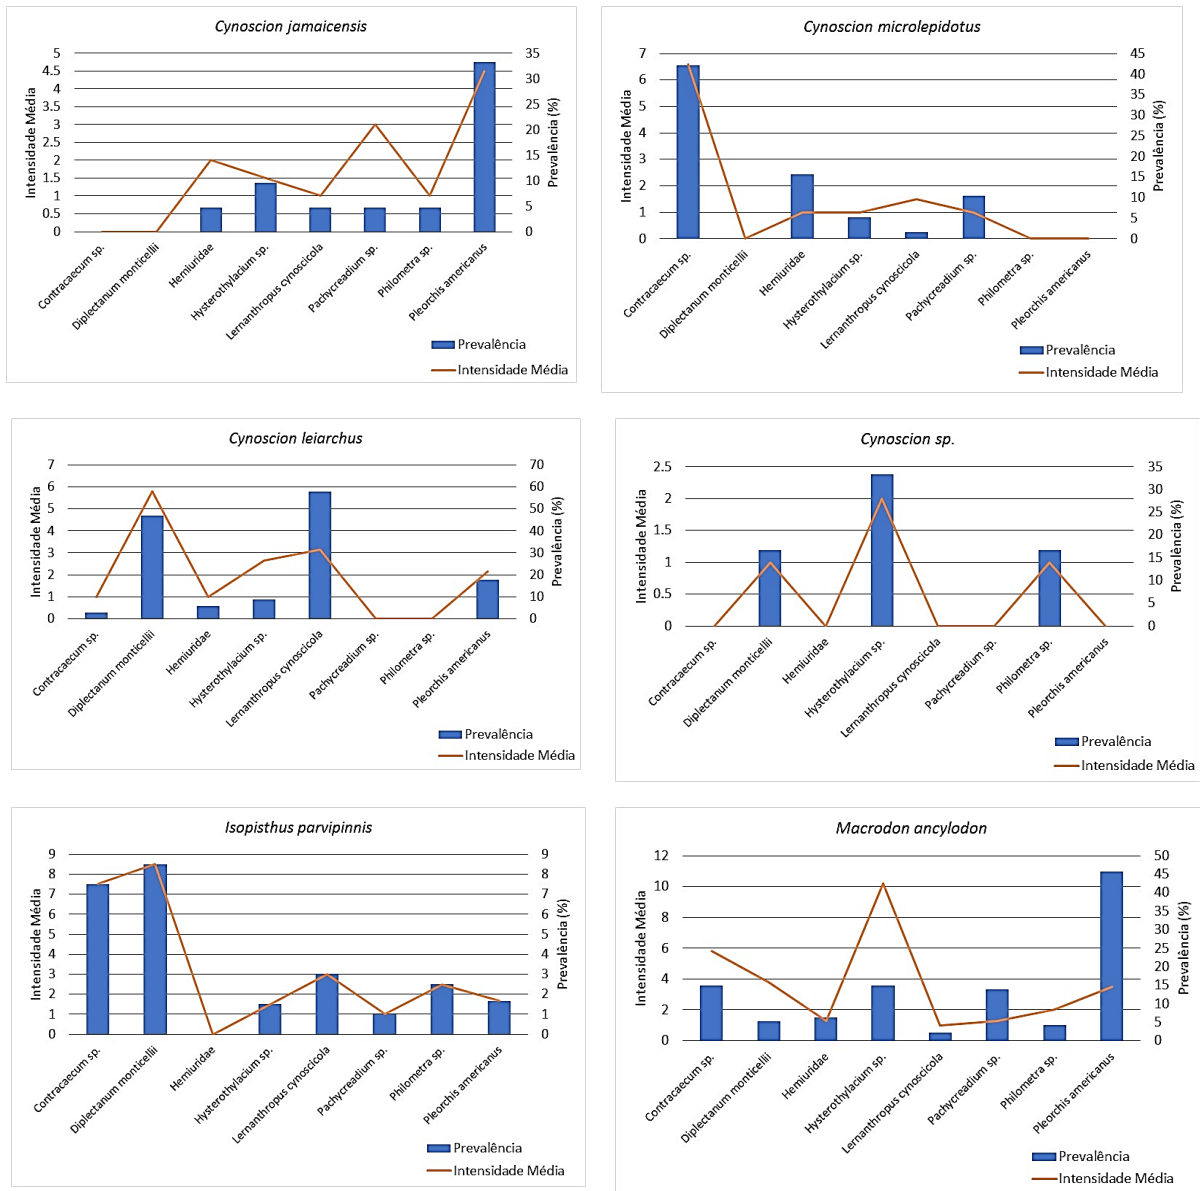 Cynoscion jamaicensis
Intensidade Média
5
4.5
4
3.5
3
2.5
2
1.5
1
0.5
0
35
30
25
20
15
10
5
0
Prevalência (%)
Contracaecum sp.
Diplectanum monticellii
Hemiuridae
Hysterothylacium sp.
Lernanthropus cynoscicola
Pachycreadium sp.
Philometra sp.
Pleorchis americanus
Prevalência
Intensidade Média
Cynoscion microlepidotus
Intensidade Média
7
6
5
4
3
2
1
0
45
40
35
30
25
20
15
10
5
0
Prevalência (%)
Contracaecum sp.
Diplectanum monticellii
Hemiuridae
Hysterothylacium sp.
Lernanthropus cynoscicola
Pachycreadium sp.
Philometra sp.
Pleorchis americanus
Prevalência
Intensidade Média
Cynoscion leiarchus
Intensidade Média
7
6
5
4
3
2
1
0
70
60
50
40
30
20
10
0
Prevalência (%)
Contracaecum sp.
Diplectanum monticellii
Hemiuridae
Hysterothylacium sp.
Lernanthropus cynoscicola
Pachycreadium sp.
Philometra sp.
Pleorchis americanus
Prevalência
Intensidade Média
Cynoscion sp.
Intensidade Média
2.5
2
1.5
1
0.5
0
35
30
25
20
15
10
5
0
Prevalência (%)
Contracaecum sp.
Diplectanum monticellii
Hemiuridae
Hysterothylacium sp.
Lernanthropus cynoscicola
Pachycreadium sp.
Philometra sp.
Pleorchis americanus
Prevalência
Intensidade Média
Isopisthus parvipinnis
Intensidade Média
9
8
7
6
5
4
3
2
1
0
9
8
7
6
5
4
3
2
1
0
Prevalência (%)
Contracaecum sp.
Diplectanum monticellii
Hemiuridae
Hysterothylacium sp.
Lernanthropus cynoscicola
Pachycreadium sp.
Philometra sp.
Pleorchis americanus
Prevalência
Intensidade Média
Macrodon ancylodon
Intensidade Média
12
10
8
6
4
2
0
50
45
40
35
30
25
20
15
10
5
0
Prevalência (%)
Contracaecum sp.
Diplectanum monticellii
Hemiuridae
Hysterothylacium sp.
Lernanthropus cynoscicola
Pachycreadium sp.
Philometra sp.
Pleorchis americanus
Prevalência
Intensidade Média